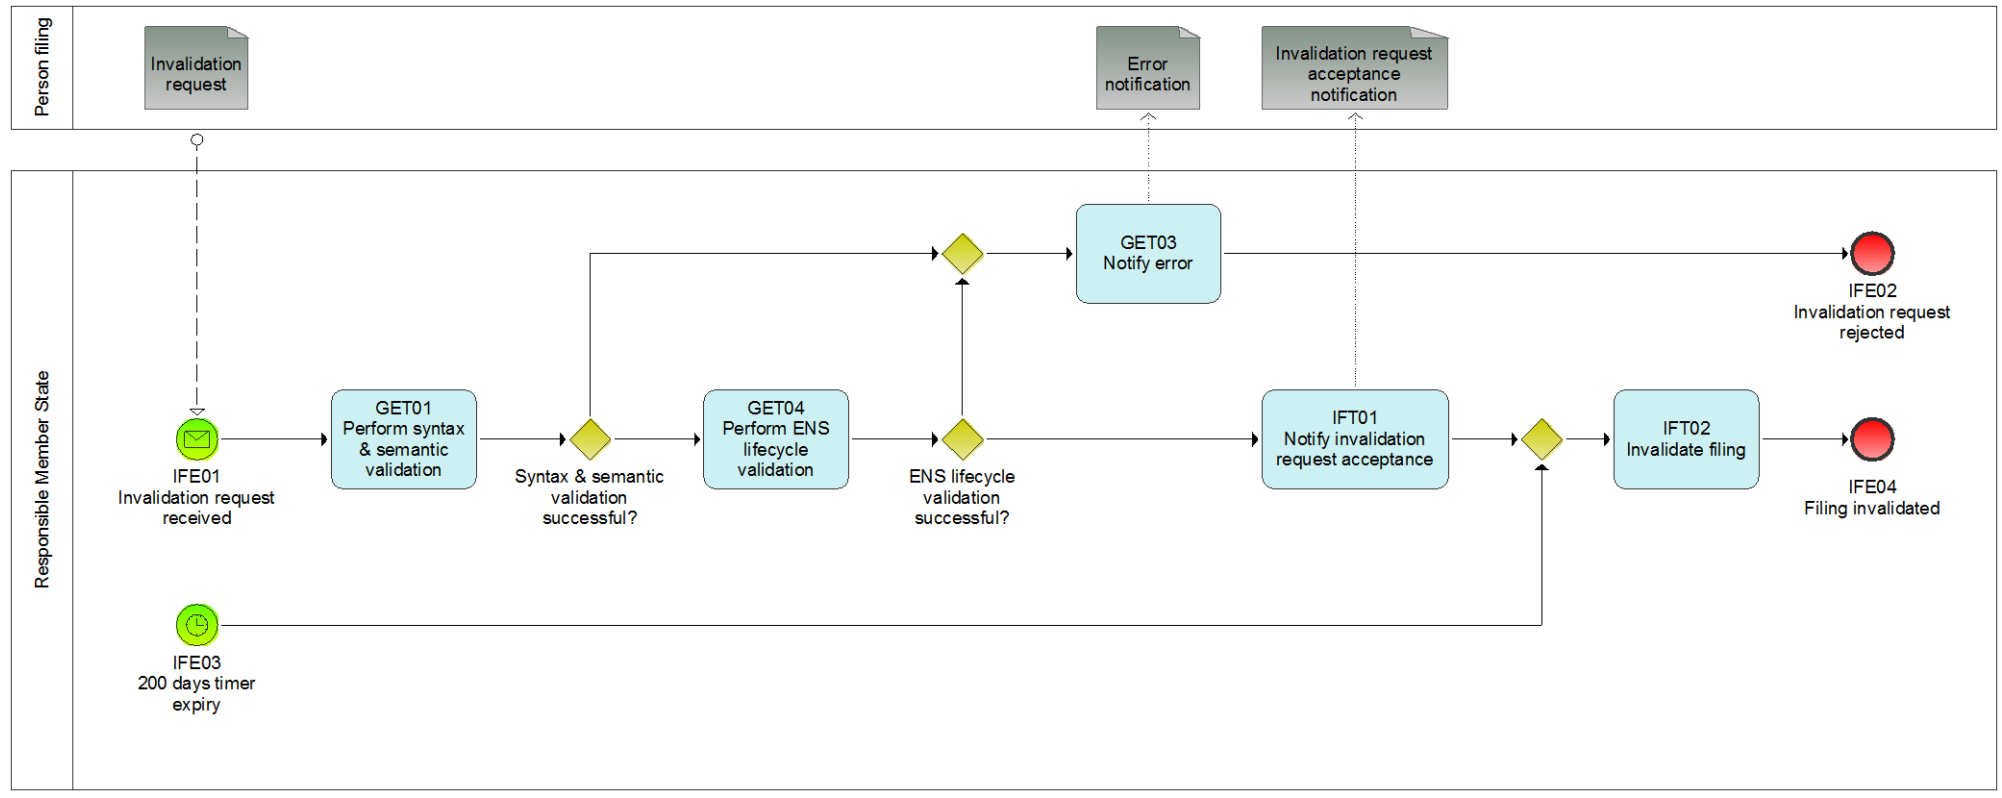 Person filing
Invalidation
request
Error
notification
Invalidation request
acceptance
notification
Responsible Member State
GET03
Notify error
IFE02
Invalidation request
rejected
GET01
Perform syntax
& semantic
validation
GET04
Perform ENS
lifecycle
validation
IFT01
Notify invalidation
request acceptance
IFT02
Invalidate filing
IFE01
Invalidation request
received
Syntax & semantic
validation
successful?
ENS lifecycle
validation
successful?
IFE04
Filing invalidated
IFE03
200 days timer
expiry